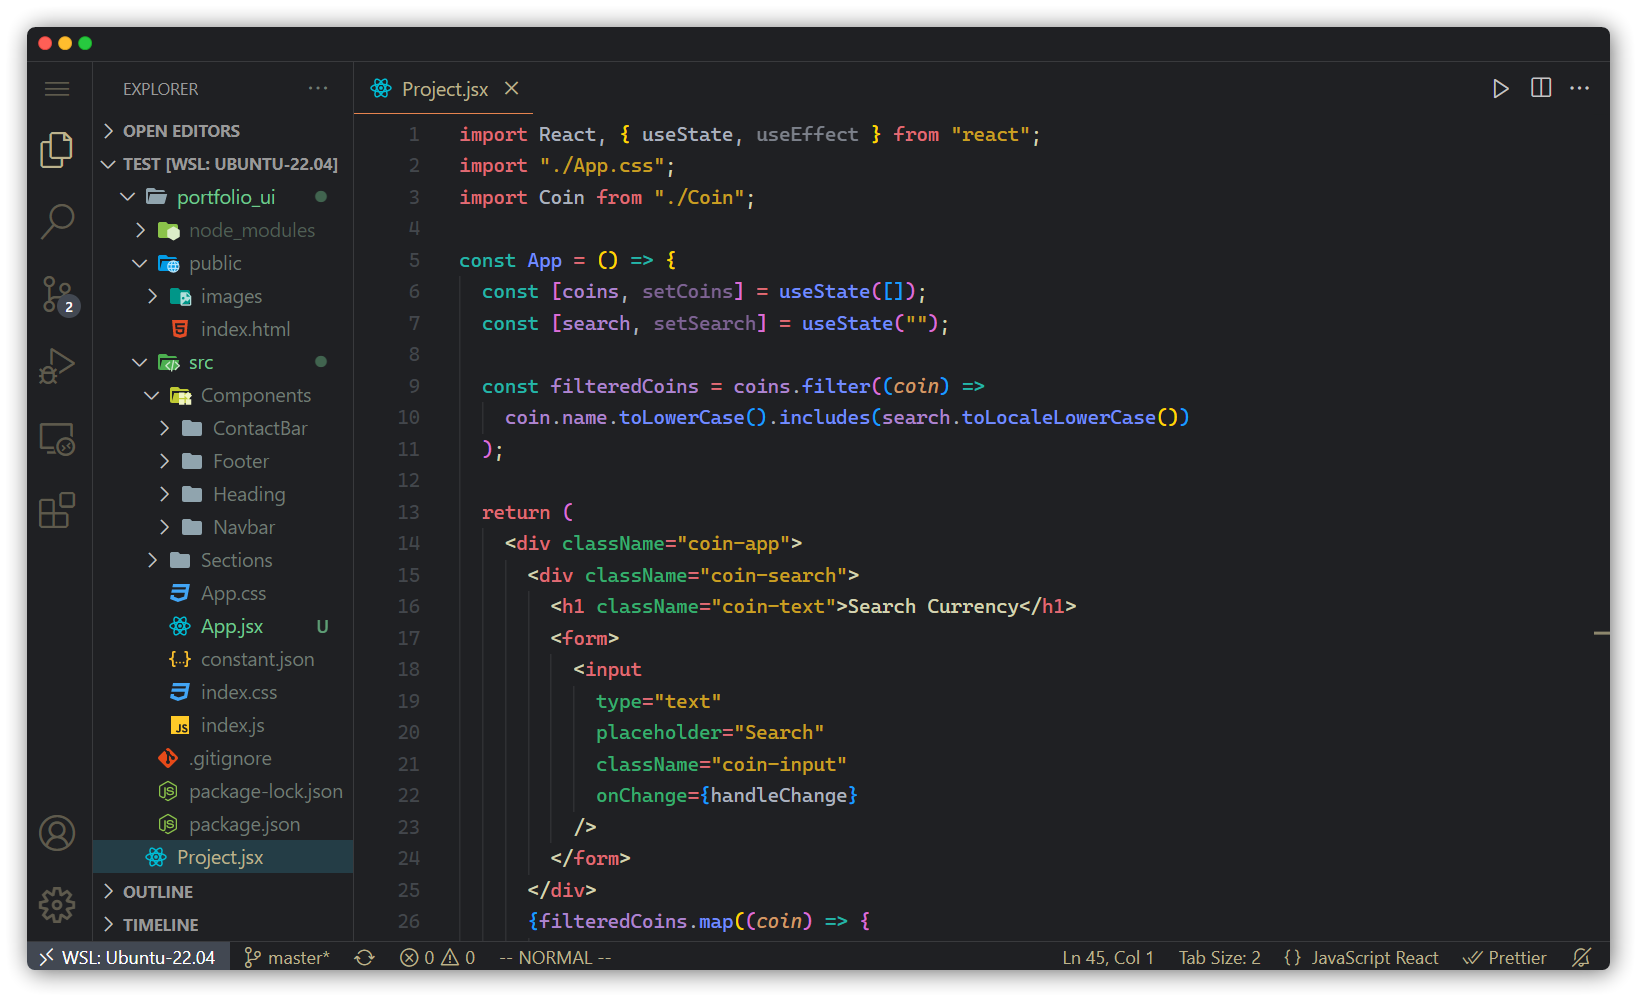 EXPLORER
OPEN EDITORS
TEST [WSL: UBUNTU-22.04]
portfolio_ui
node_modules
public
images
index.html
src
Components
ContactBar
Footer
Heading
Navbar
Sections
App.css
App.jsx U
constant.json
index.css
index.js
.gitignore
package-lock.json
package.json
Project.jsx
OUTLINE
TIMELINE
2
Project.jsx
1 import React, { useState, useEffect } from "react";
2 import "./App.css";
3 import Coin from "./Coin";
4
5 const App = () => {
6 const [coins, setCoins] = useState([]);
7 const [search, setSearch] = useState("");
8
9 const filteredCoins = coins.filter((coin) =>
10 coin.name.toLowerCase().includes(search.toLocaleLowerCase())
11 );
12
13 return (
14 <div className="coin-app">
15 <div className="coin-search">
16 <h1 className="coin-text">Search Currency</h1>
17 <form>
18 <input
19 type="text"
20 placeholder="Search"
21 className="coin-input"
22 onChange={handleChange}
23 />
24 </form>
25 </div>
26 {filteredCoins.map((coin) => {
WSL: Ubuntu-22.04 master* 0 0 -- NORMAL -- Ln 45, Col 1 Tab Size: 2 {} JavaScript React Prettier